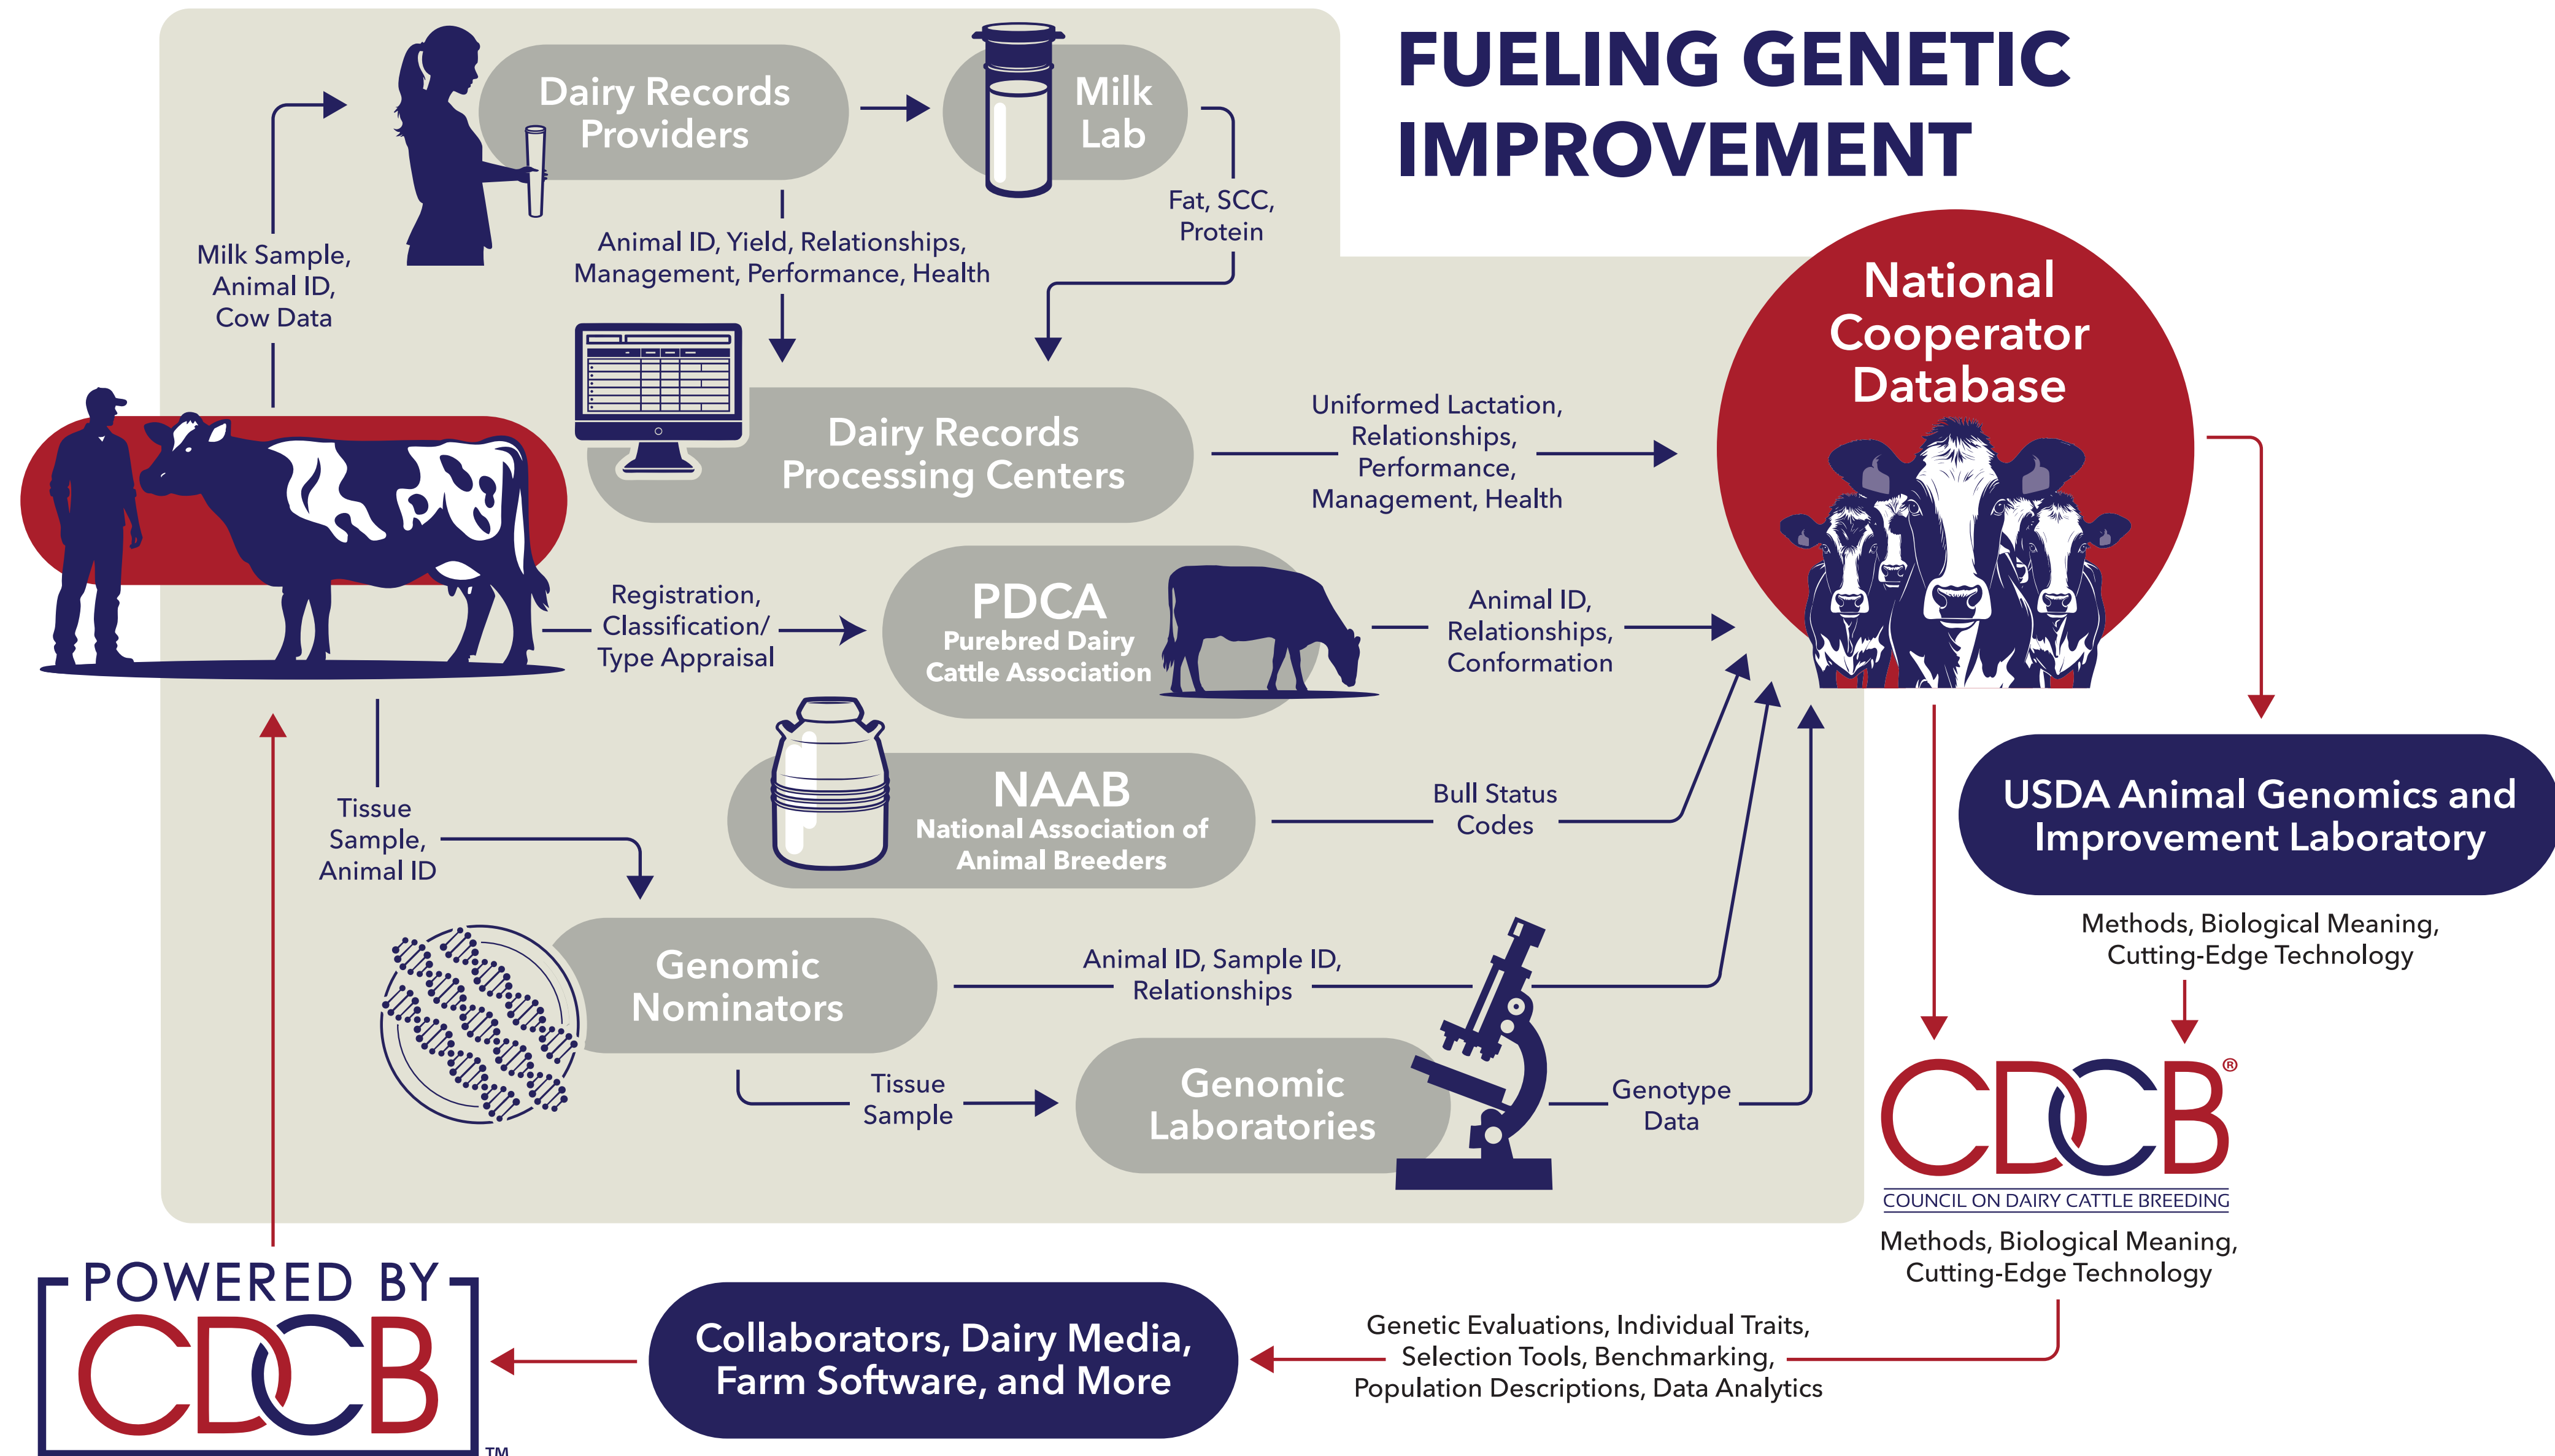 FUELING GENETIC
IMPROVEMENT
Dairy Records
Providers
Milk
Lab
Milk Sample,
Animal ID,
Cow Data
Animal ID, Yield, Relationships,
Management, Performance, Health
Fat, SCC,
Protein
Dairy Records
Processing Centers
Uniformed Lactation,
Relationships,
Performance,
Management, Health
National
Cooperator
Database
Registration,
Classification/
Type Appraisal
PDCA
Purebred Dairy
Cattle Association
Animal ID,
Relationships,
Conformation
NAAB
National Association of
Animal Breeders
Bull Status
Codes
USDA Animal Genomics and
Improvement Laboratory
Methods, Biological Meaning,
Cutting-Edge Technology
Tissue
Sample,
Animal ID
Genomic
Nominators
Animal ID, Sample ID,
Relationships
Tissue
Sample
Genomic
Laboratories
Genotype
Data
CDCB®
COUNCIL ON DAIRY CATTLE BREEDING
Methods, Biological Meaning,
Cutting-Edge Technology
Genetic Evaluations, Individual Traits,
Selection Tools, Benchmarking,
Population Descriptions, Data Analytics
Collaborators, Dairy Media,
Farm Software, and More
POWERED BY
CDCB
TM